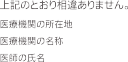 上記のとおり相違ありません。
医療機関の所在地
医療機関の名称
医師の氏名